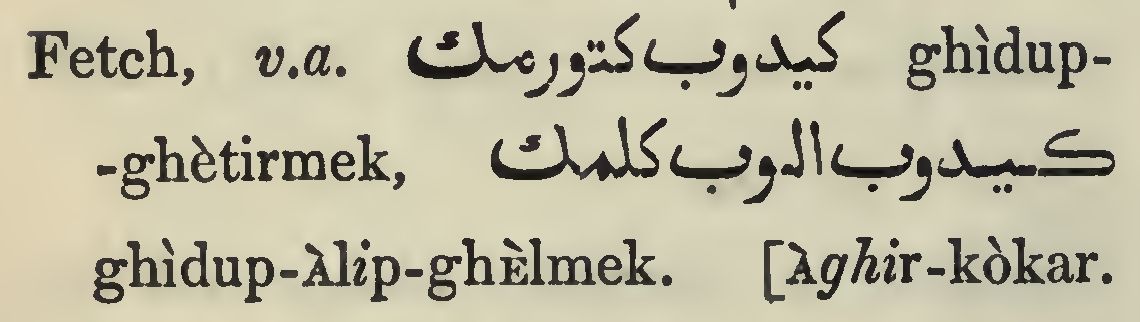 Fetch, v.a. كيدوب كتورمك ghìdup-
-ghètirmek, كيدوب الوب كلمك
ghìdup-Àlip-ghÈlmek. [Àghir-kòkar.